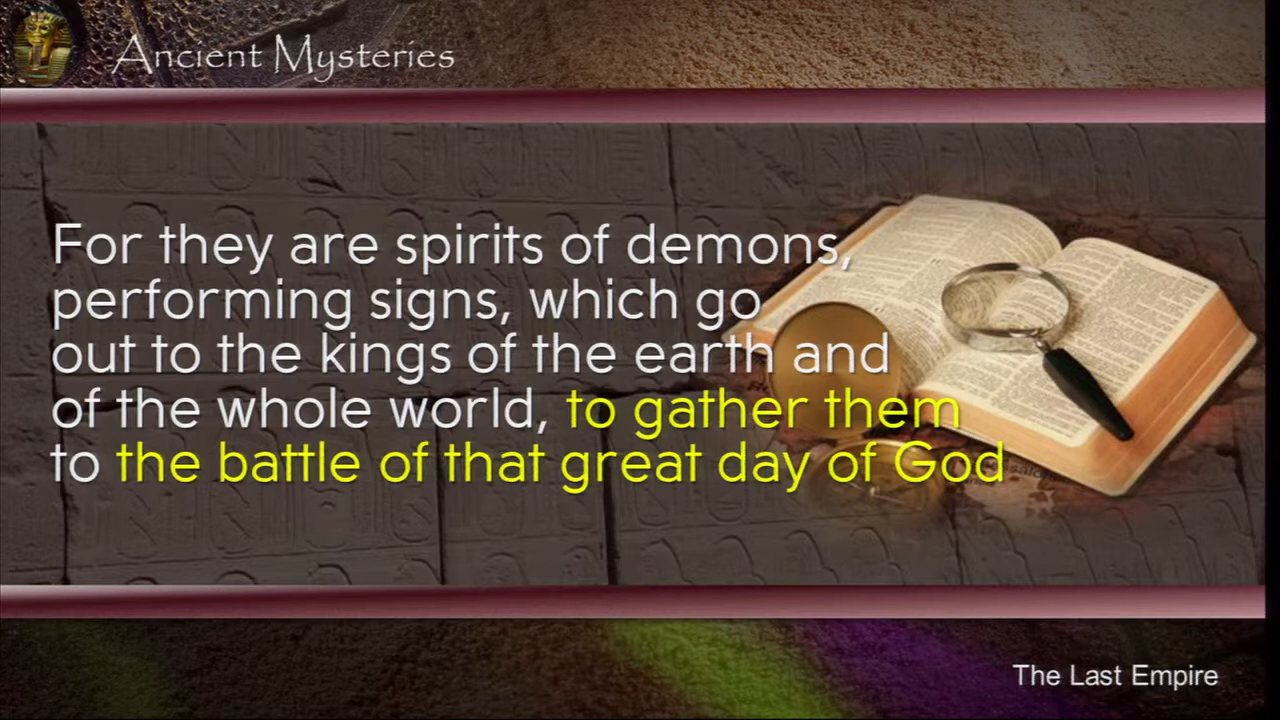 Ancient Mysteries
For they are spirits of demons,
performing signs, which go
out to the kings of the earth and
of the whole world, to gather them
to the battle of that great day of God
The Last Empire